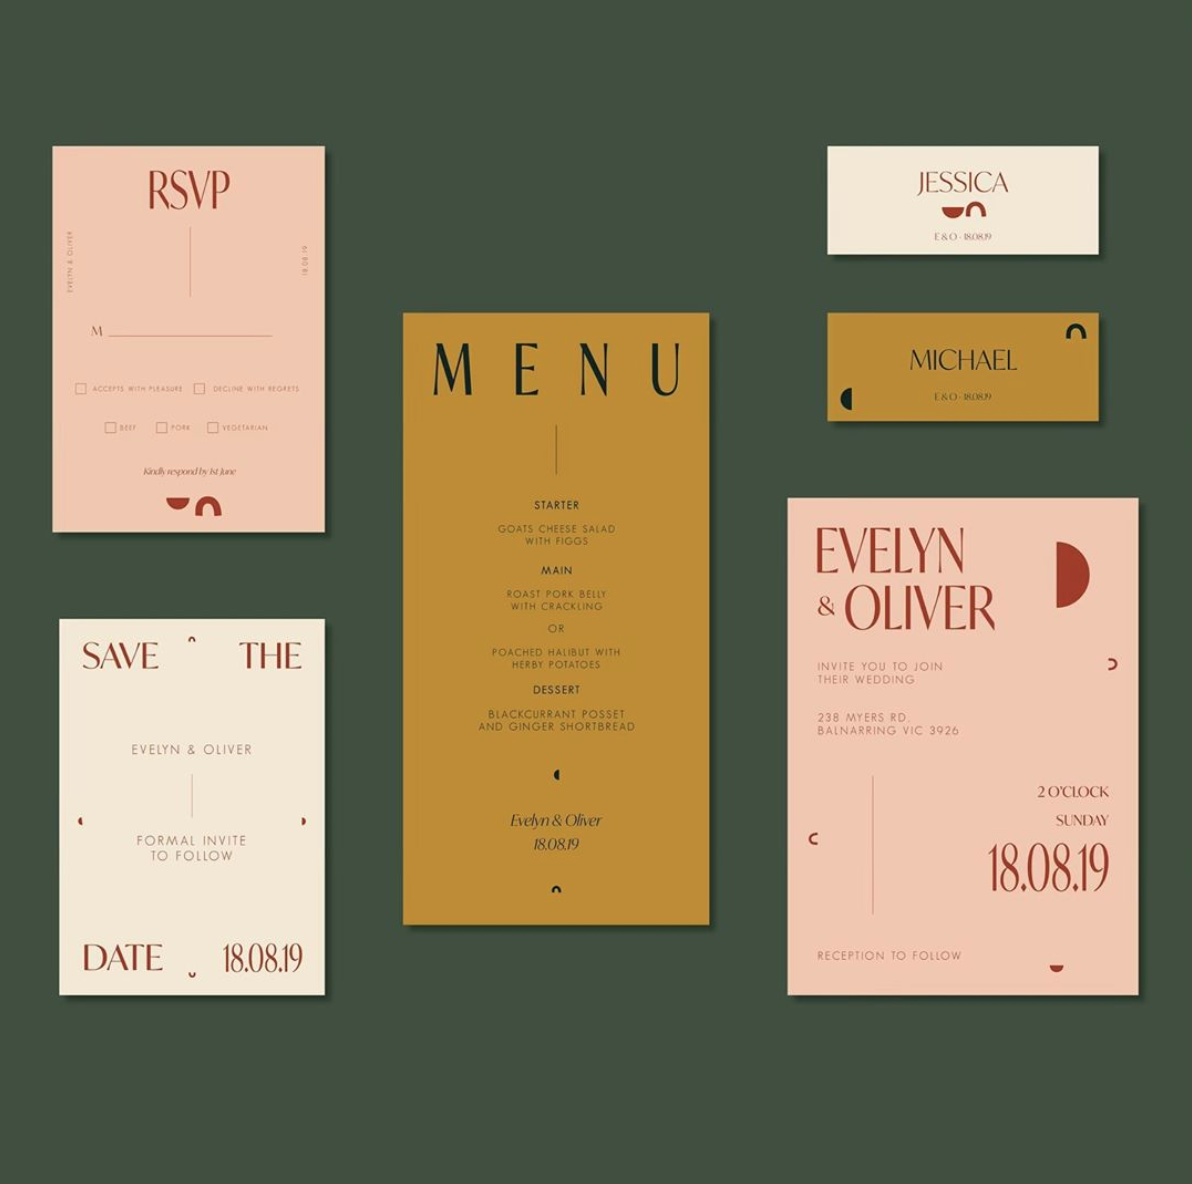 RSVP
EVELYN & OLIVER
18.08.19
M
ACCEPTS WITH PLEASURE DECLINE WITH REGRETS
BEEF PORK VEGETARIAN
Kindly respond by 1st June
SAVE THE
EVELYN & OLIVER
FORMAL INVITE
TO FOLLOW
DATE 18.08.19
MENU
STARTER
GOATS CHEESE SALAD
WITH FIGGS
MAIN
ROAST PORK BELLY
WITH CRACKLING
OR
POACHED HALIBUT WITH
HERBY POTATOES
DESSERT
BLACKCURRANT POSSET
AND GINGER SHORTBREAD
Evelyn & Oliver
18.08.19
JESSICA
E & O - 18.08.19
MICHAEL
E & O - 18.08.19
EVELYN
& OLIVER
INVITE YOU TO JOIN
THEIR WEDDING
238 MYERS RD,
BALNARRING VIC 3926
2 O'CLOCK
SUNDAY
18.08.19
RECEPTION TO FOLLOW